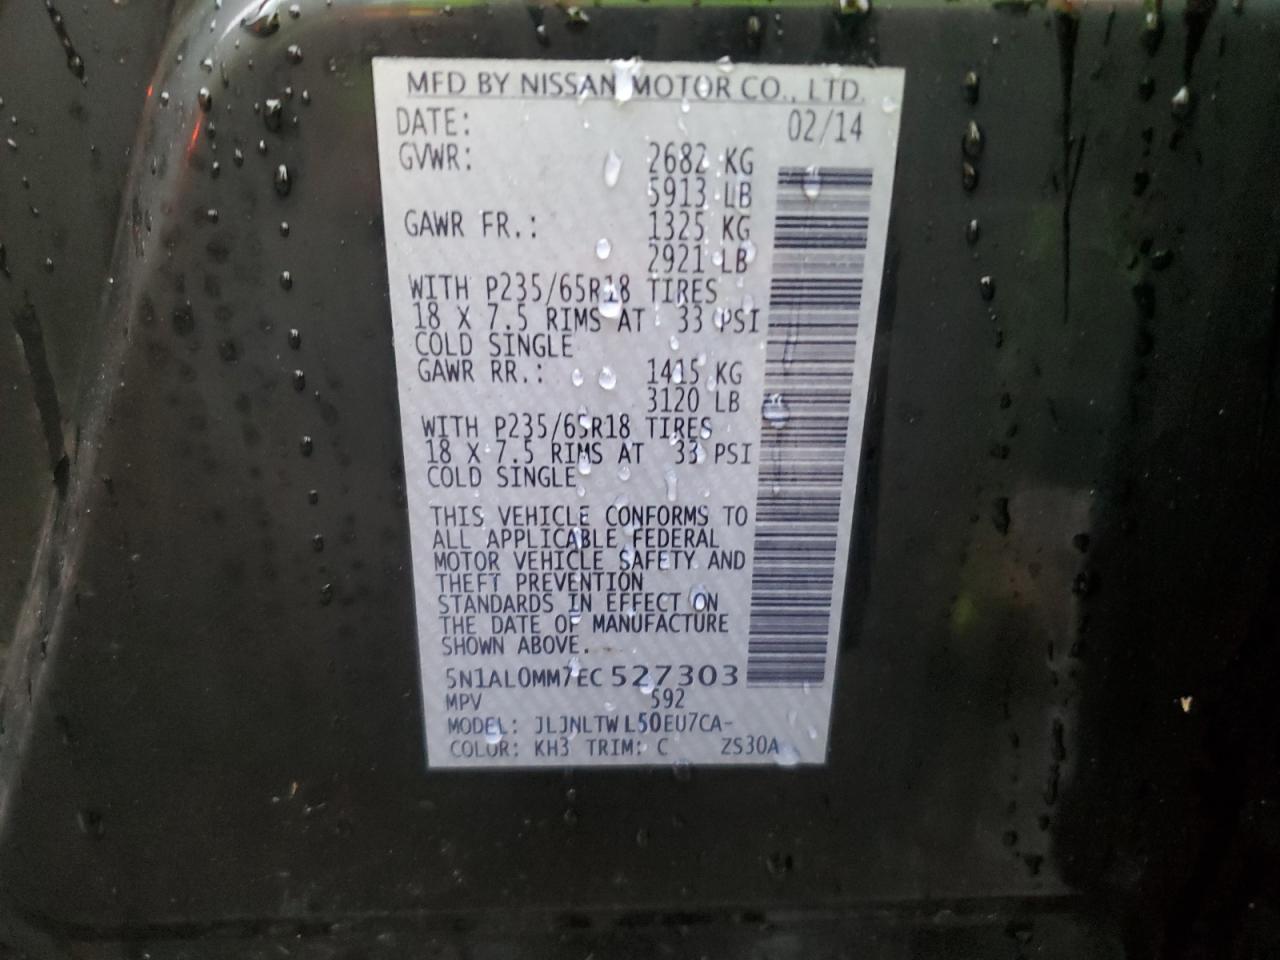 MFD BY NISSAN MOTOR CO., LTD.
DATE: 02/14
GVWR: 2682 KG
5913 LB
GAWR FR.: 1325 KG
2921 LB
WITH P235/65R18 TIRES
18 X 7.5 RIMS AT 33 PSI
COLD SINGLE
GAWR RR.: 1415 KG
3120 LB
WITH P235/65R18 TIRES
18 X 7.5 RIMS AT 33 PSI
COLD SINGLE
THIS VEHICLE CONFORMS TO
ALL APPLICABLE FEDERAL
MOTOR VEHICLE SAFETY AND
THEFT PREVENTION
STANDARDS IN EFFECT ON
THE DATE OF MANUFACTURE
SHOWN ABOVE.
5N1AL0MM7EC527303
MPV 592
MODEL: JLJNLTWL50EU7CA-
COLOR: KH3 TRIM: C ZS30A